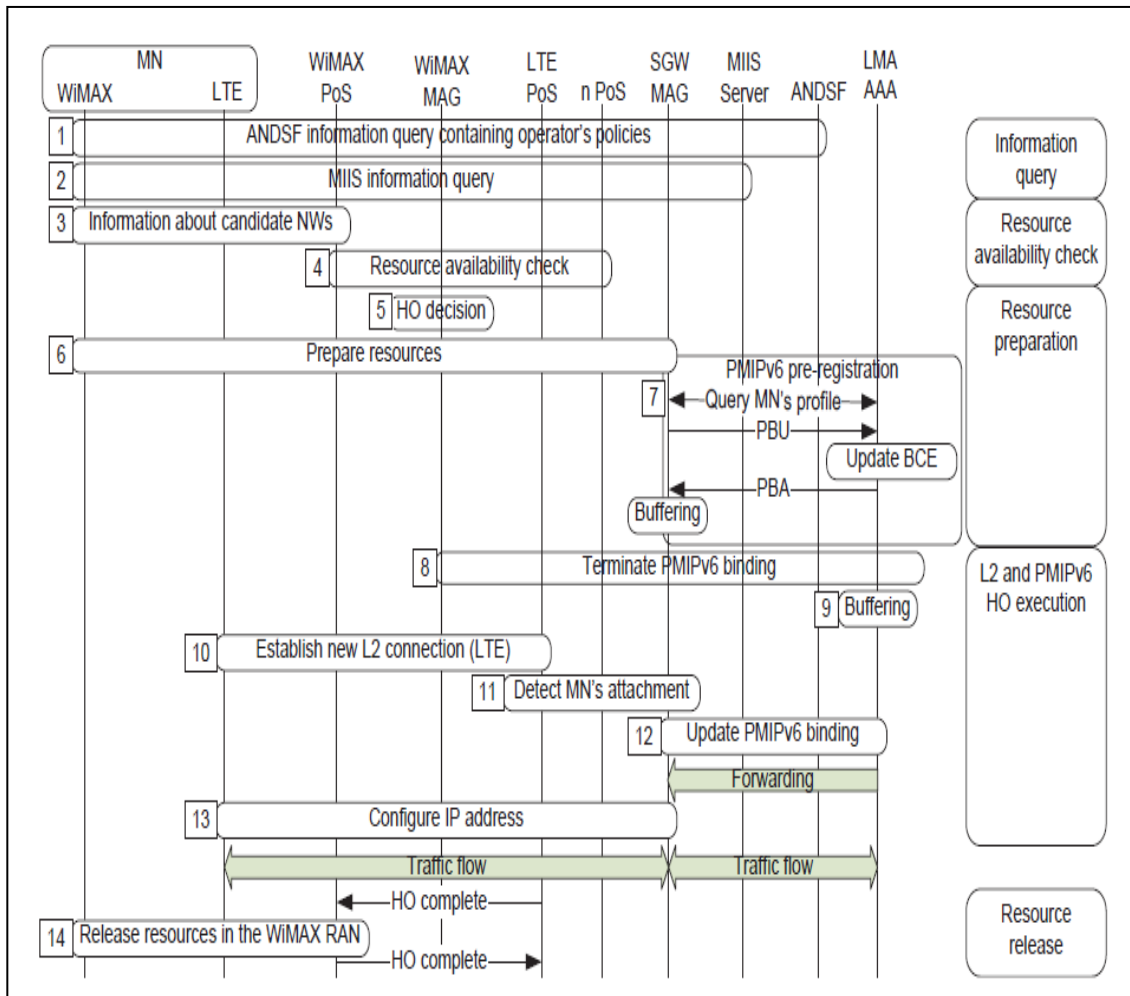 MN
WiMAX
LTE
WiMAX
PoS
WiMAX
MAG
LTE
PoS
n PoS
SGW
MAG
MIIS
Server
ANDSF
LMA
AAA
1
ANDSF information query containing operator's policies
Information
query
2
MIIS information query
3
Information about candidate NWs
Resource
availability check
4
Resource availability check
5
HO decision
Resource
preparation
6
Prepare resources
PMIPv6 pre-registration
7
Query MN's profile
PBU
Update BCE
PBA
Buffering
8
Terminate PMIPv6 binding
L2 and PMIPv6
HO execution
9
Buffering
10
Establish new L2 connection (LTE)
11
Detect MN's attachment
12
Update PMIPv6 binding
Forwarding
13
Configure IP address
Traffic flow
Traffic flow
HO complete
Resource
release
14
Release resources in the WiMAX RAN
HO complete